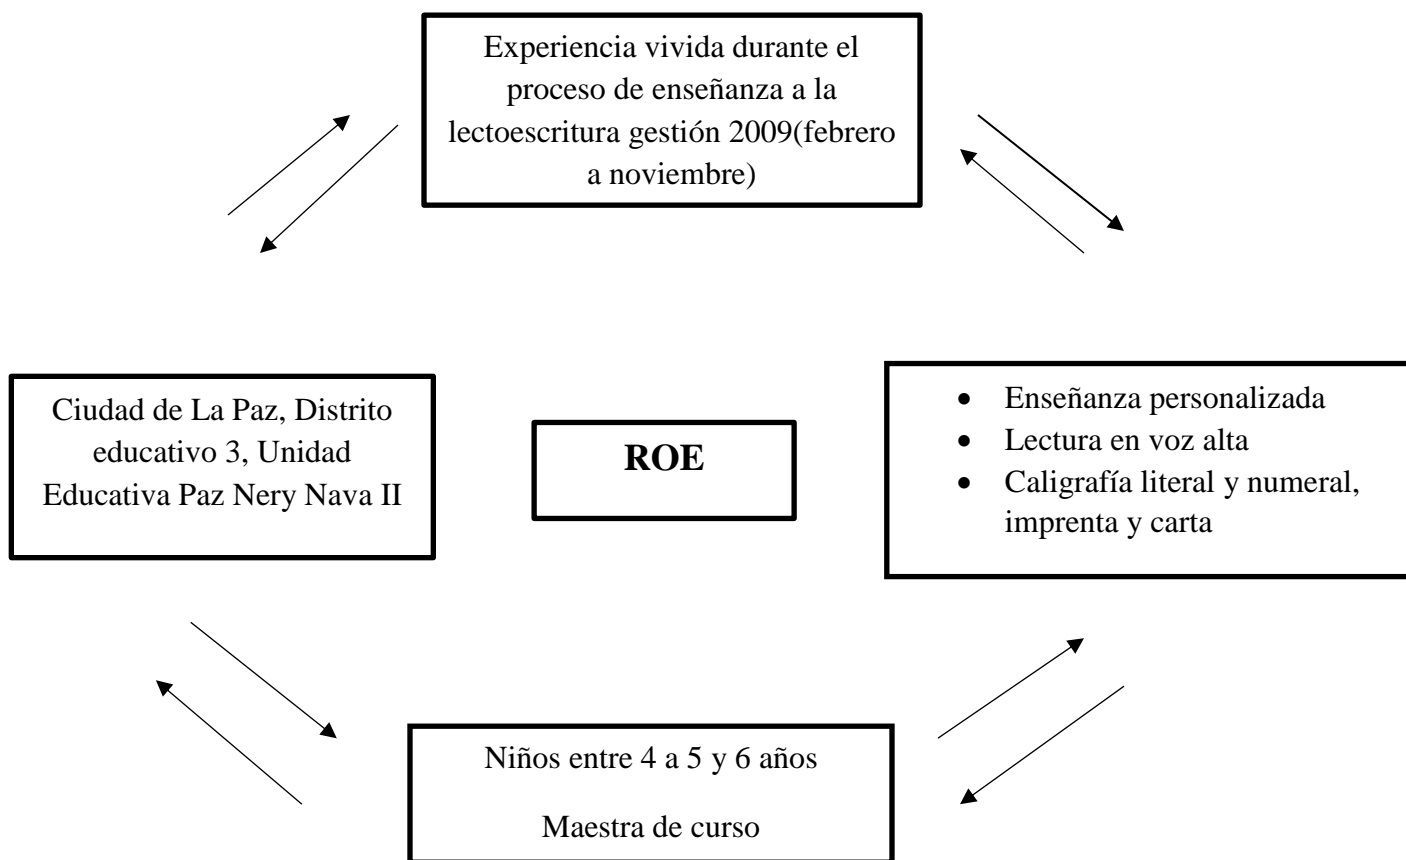 Experiencia vivida durante el
proceso de enseñanza a la
lectoescritura gestión 2009(febrero
a noviembre)
Ciudad de La Paz, Distrito
educativo 3, Unidad
Educativa Paz Nery Nava II
ROE
• Enseñanza personalizada
• Lectura en voz alta
• Caligrafía literal y numeral,
imprenta y carta
Niños entre 4 a 5 y 6 años
Maestra de curso